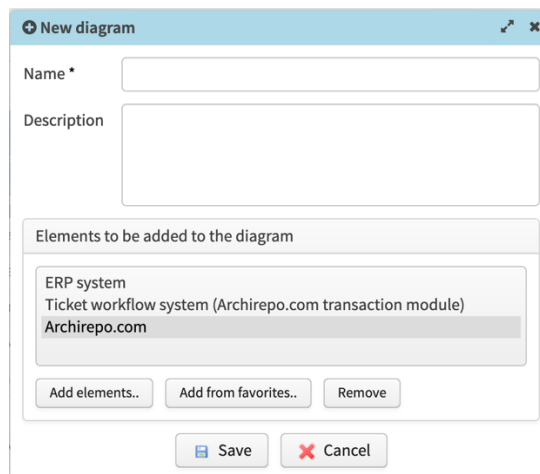 New diagram
Name *
Description
Elements to be added to the diagram
ERP system
Ticket workflow system (Archirepo.com transaction module)
Archirepo.com
Add elements.. Add from favorites.. Remove
Save Cancel